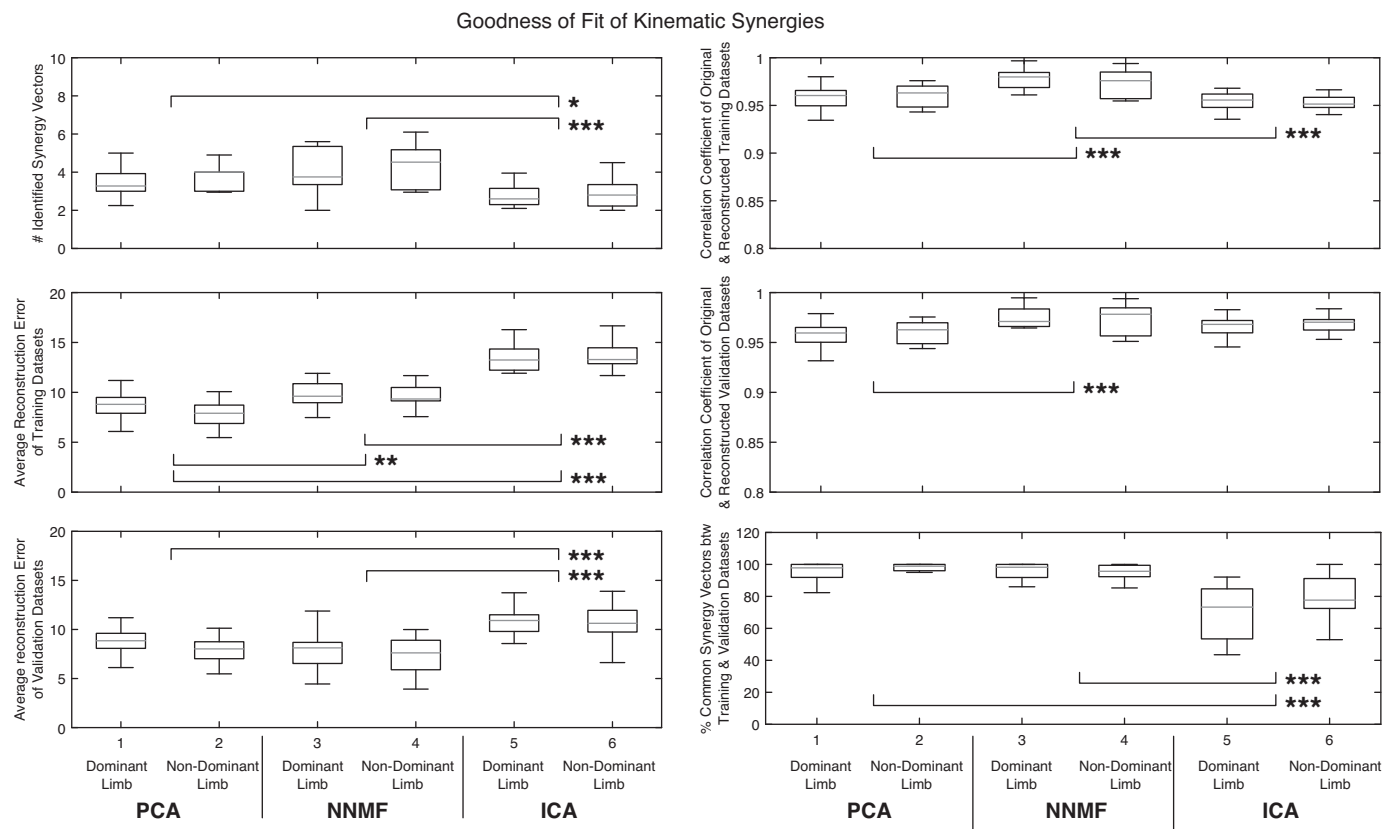 Goodness of Fit of Kinematic Synergies
# Identified Synergy Vectors
10
8
6
4
2
0
*
***
Correlation Coefficient of Original
& Reconstructed Training Datasets
1
0.95
0.9
0.85
0.8
***
***
Average Reconstruction Error
of Training Datasets
20
15
10
5
0
***
**
***
Correlation Coefficient of Original
& Reconstructed Validation Datasets
1
0.95
0.9
0.85
0.8
***
Average reconstruction Error
of Validation Datasets
20
15
10
5
0
***
***
% Common Synergy Vectors btw
Training & Validation Datasets
120
100
80
60
40
20
0
***
***
1 2 3 4 5 6
Dominant Non-Dominant Dominant Non-Dominant Dominant Non-Dominant
Limb Limb Limb Limb Limb Limb
PCA NNMF ICA
1 2 3 4 5 6
Dominant Non-Dominant Dominant Non-Dominant Dominant Non-Dominant
Limb Limb Limb Limb Limb Limb
PCA NNMF ICA